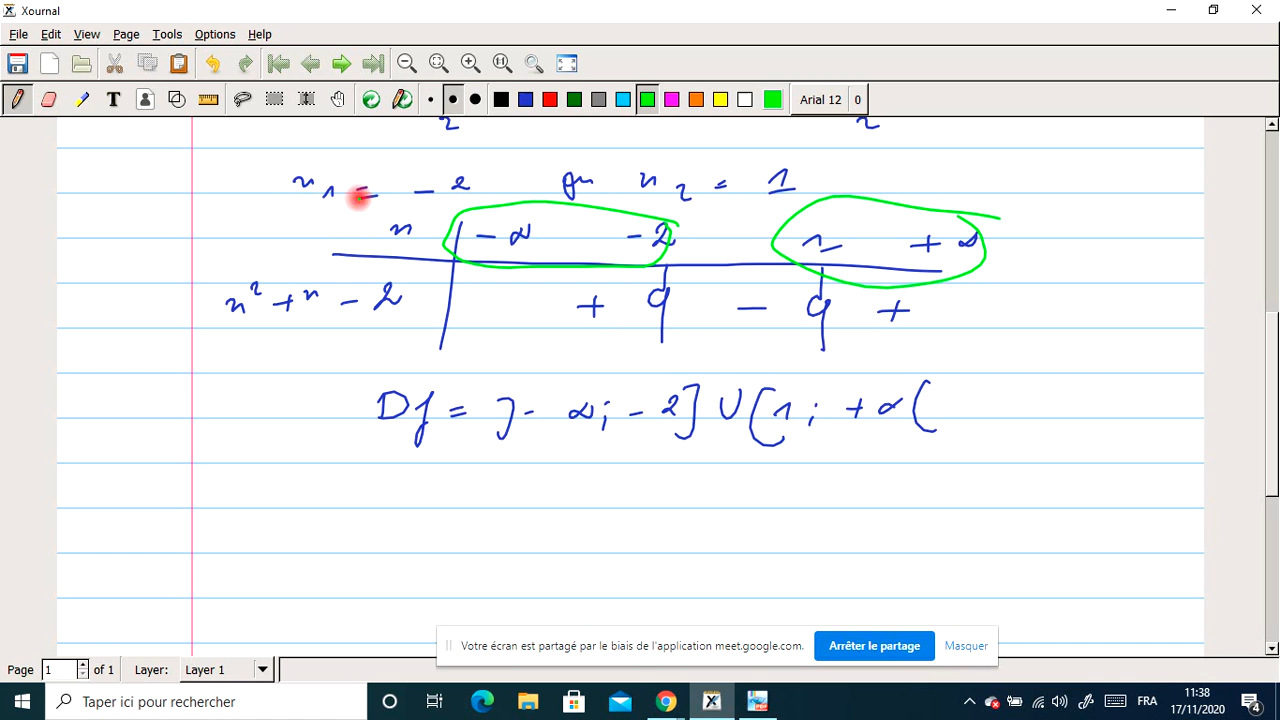 Xournal
File Edit View Page Tools Options Help
Arial 12 0
2 2
x₁ = -2 ou x₂ = 1
x -∞ -2 1 +∞
x² + x - 2 + 0 - 0 +
Df = ]-∞; -2] ∪ [1; +∞[
Votre écran est partagé par le biais de l'application meet.google.com. Arrêter le partage Masquer
Page 1 of 1 Layer: Layer 1
Taper ici pour rechercher FRA 11:38
17/11/2020 4